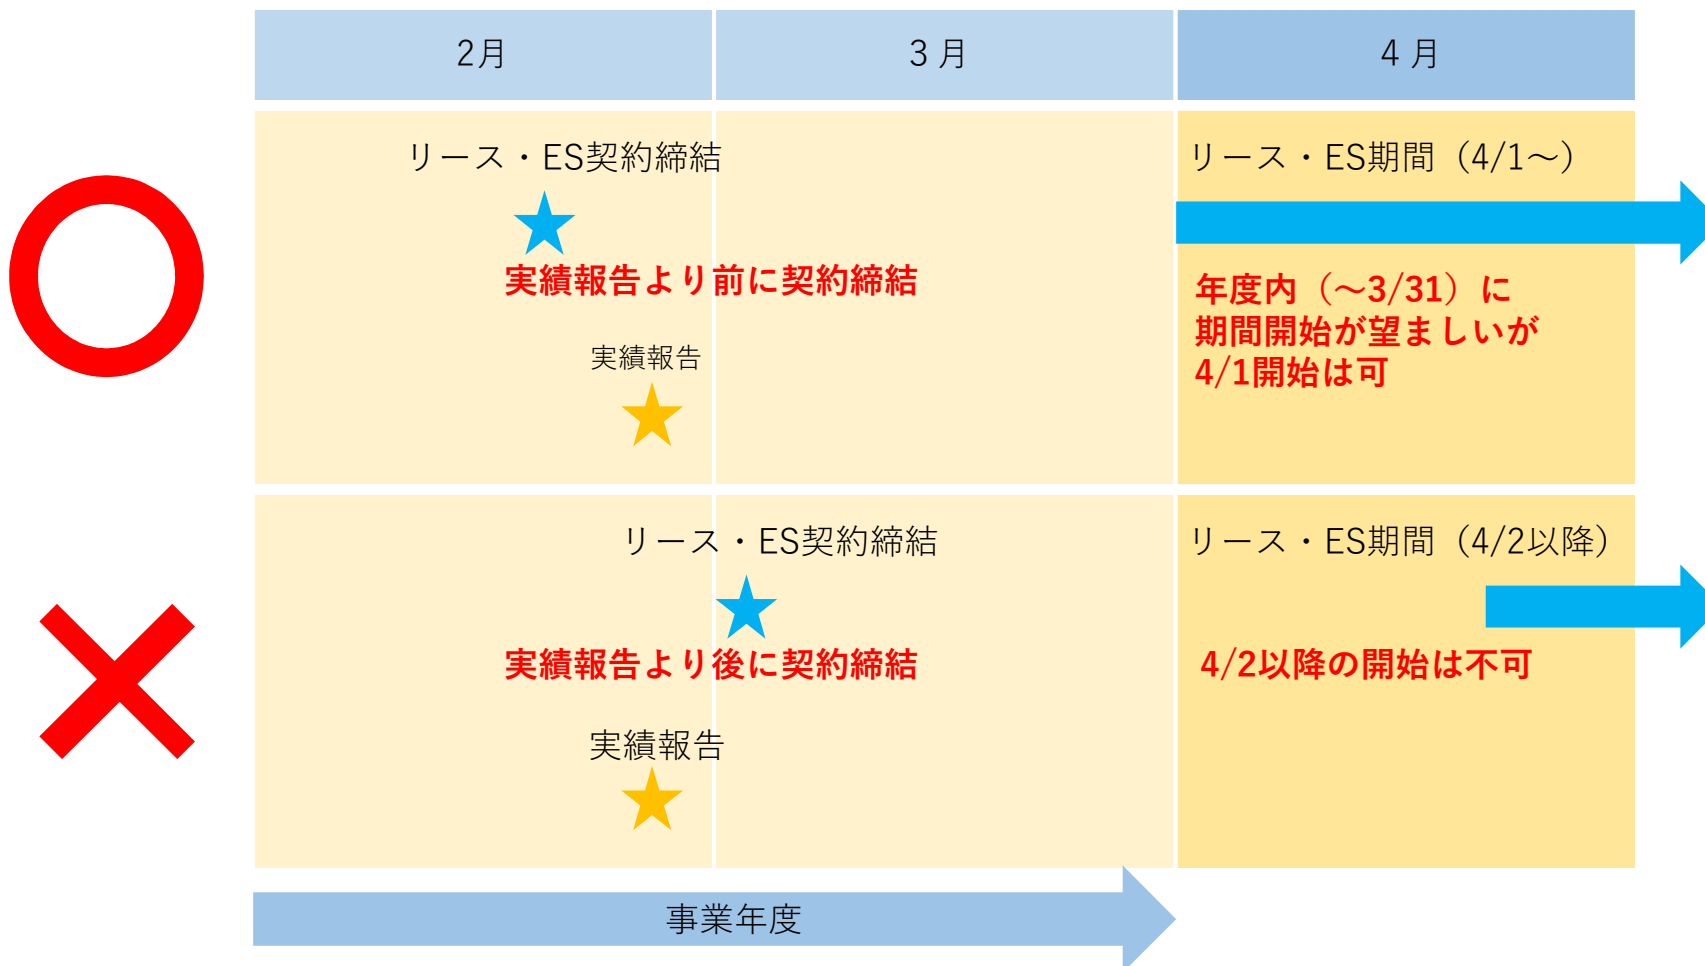 2月
3月
4月
リース・ES契約締結
リース・ES期間（4/1～）
実績報告より前に契約締結
年度内（～3/31）に
期間開始が望ましいが
4/1開始は可
実績報告
リース・ES契約締結
リース・ES期間（4/2以降）
実績報告より後に契約締結
4/2以降の開始は不可
実績報告
事業年度